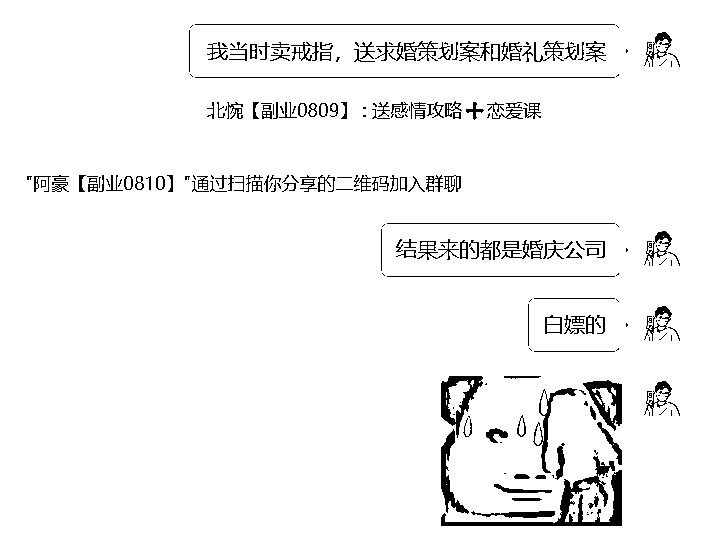 我当时卖戒指，送求婚策划案和婚礼策划案
北惋【副业0809】：送感情攻略➕恋爱课
"阿豪【副业0810】"通过扫描你分享的二维码加入群聊
结果来的都是婚庆公司
白嫖的